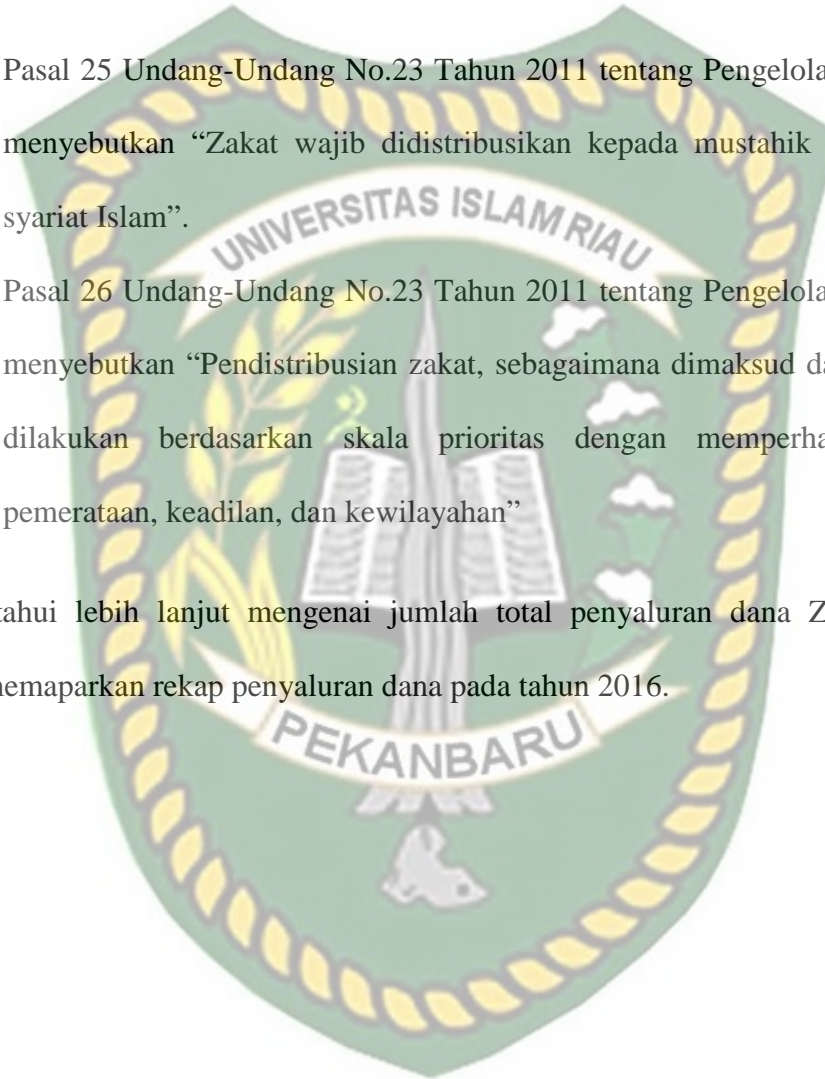 Pasal 25 Undang-Undang No.23 Tahun 2011 tentang Pengelola
menyebutkan “Zakat wajib didistribusikan kepada mustahik
syariat Islam”.
UNIVERSITAS ISLAM RIAU
Pasal 26 Undang-Undang No.23 Tahun 2011 tentang Pengelola
menyebutkan “Pendistribusian zakat, sebagaimana dimaksud da
dilakukan berdasarkan skala prioritas dengan memperha
pemerataan, keadilan, dan kewilayahan”
tahui lebih lanjut mengenai jumlah total penyaluran dana Z
memaparkan rekap penyaluran dana pada tahun 2016.
PEKANBARU